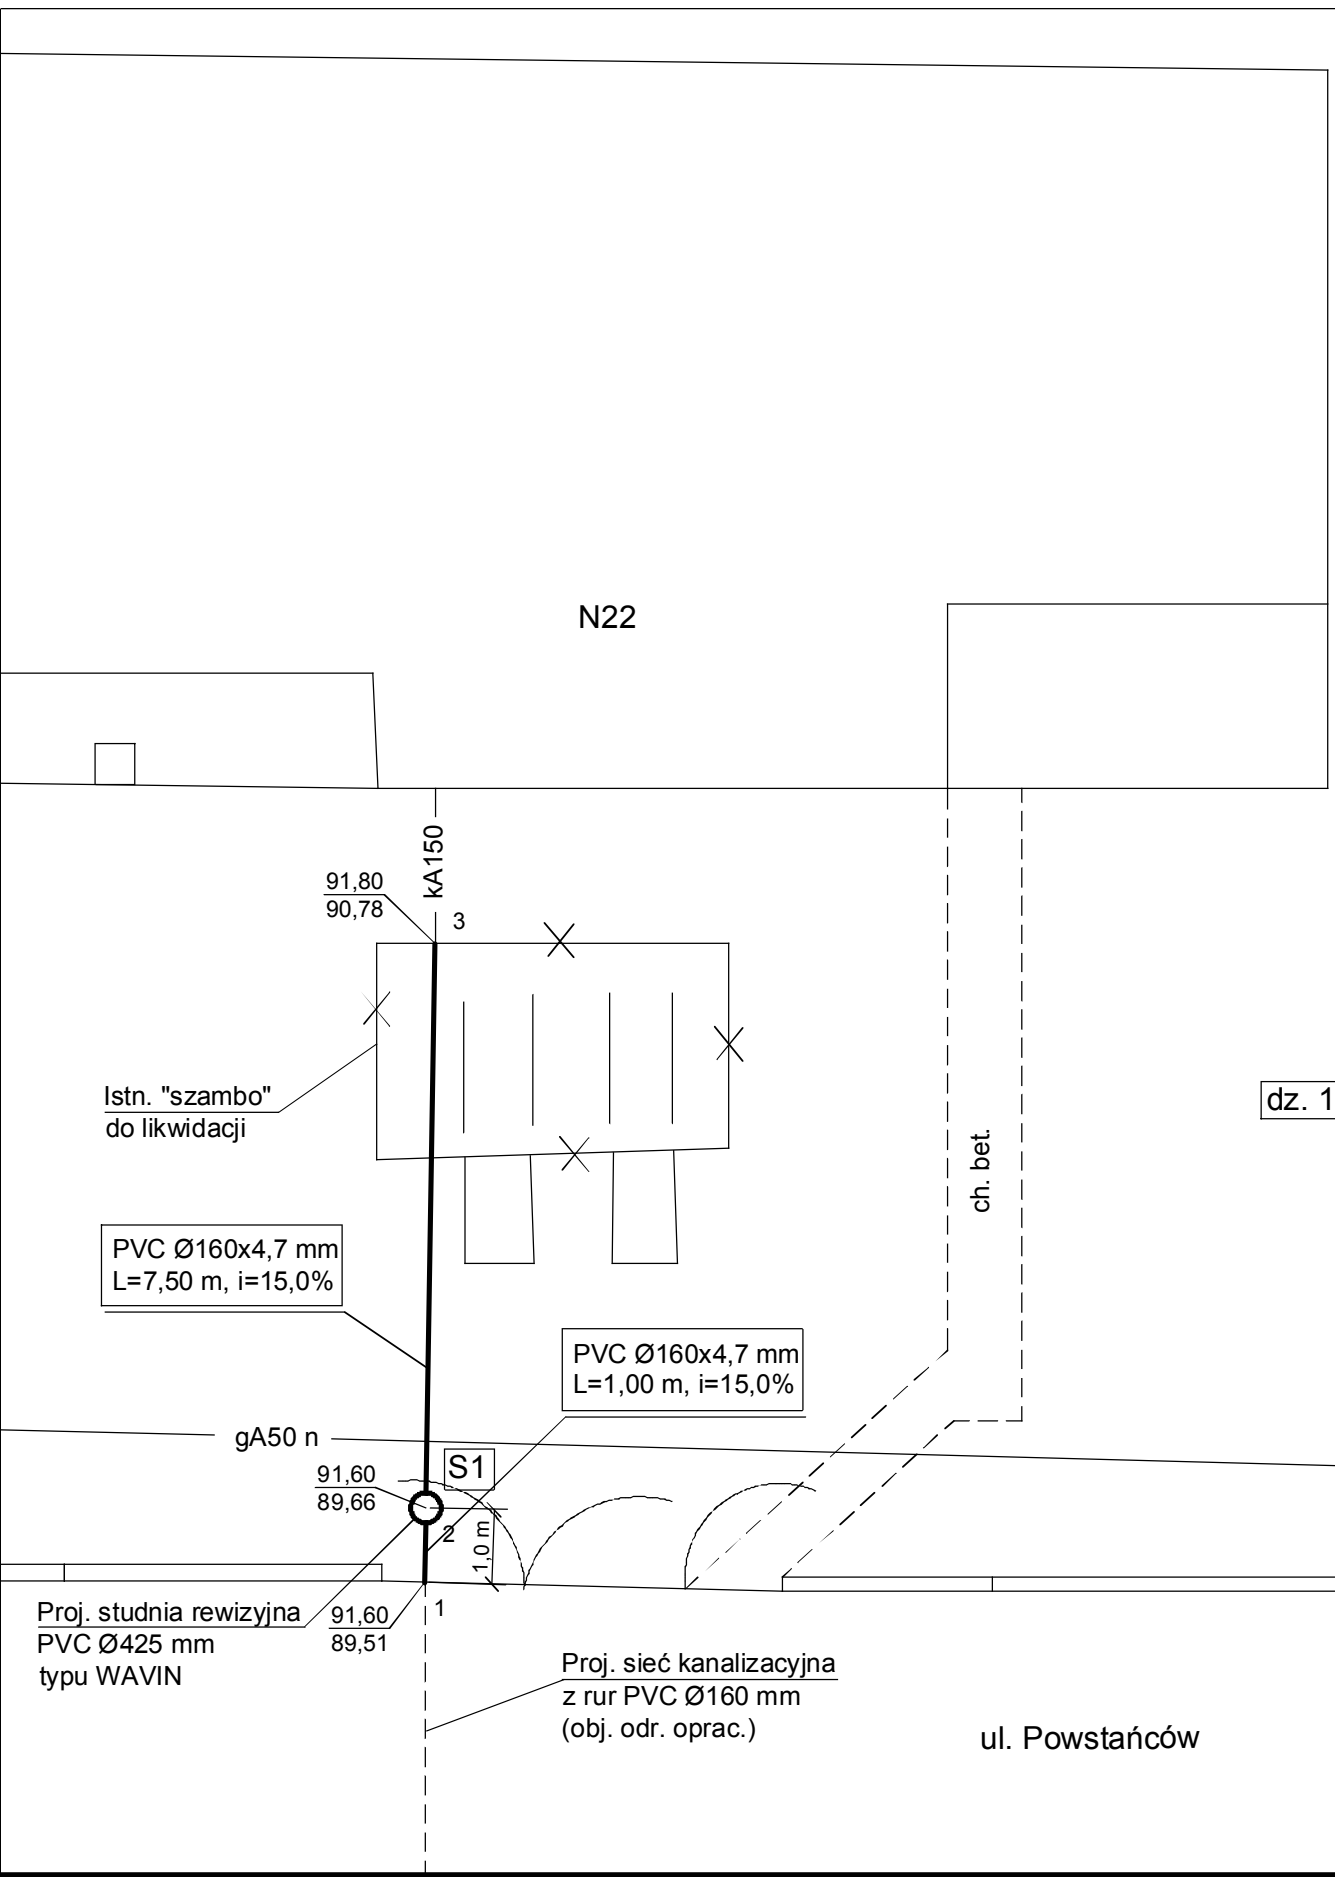 N22
kA150
91,80
90,78
3
Istn. "szambo"
do likwidacji
dz. 1
ch. bet.
PVC Ø160x4,7 mm
L=7,50 m, i=15,0%
PVC Ø160x4,7 mm
L=1,00 m, i=15,0%
gA50 n
S1
91,60
89,66
2
1,0 m
Proj. studnia rewizyjna
PVC Ø425 mm
typu WAVIN
91,60
89,51
1
Proj. sieć kanalizacyjna
z rur PVC Ø160 mm
(obj. odr. oprac.)
ul. Powstańców